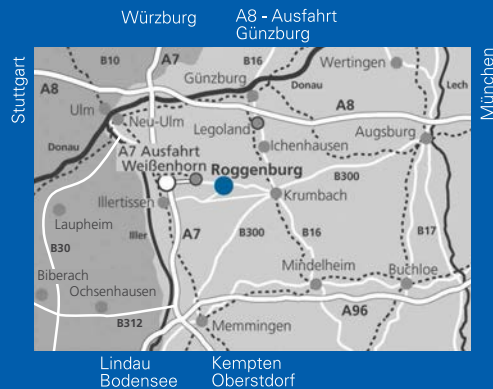 Würzburg
A8 - Ausfahrt
Günzburg
Stuttgart
München
B10
A7
B16
Wertingen
Günzburg
Donau
Lech
A8
Ulm
Neu-Ulm
A8
Legoland
Augsburg
Donau
Ichenhausen
A7 Ausfahrt
Weißenhorn
Roggenburg
B300
Illertissen
Krumbach
Laupheim
Iller
A7
B300
B16
B17
B30
Biberach
Mindelheim
Buchloe
Ochsenhausen
A96
B312
Memmingen
Lindau
Bodensee
Kempten
Oberstdorf